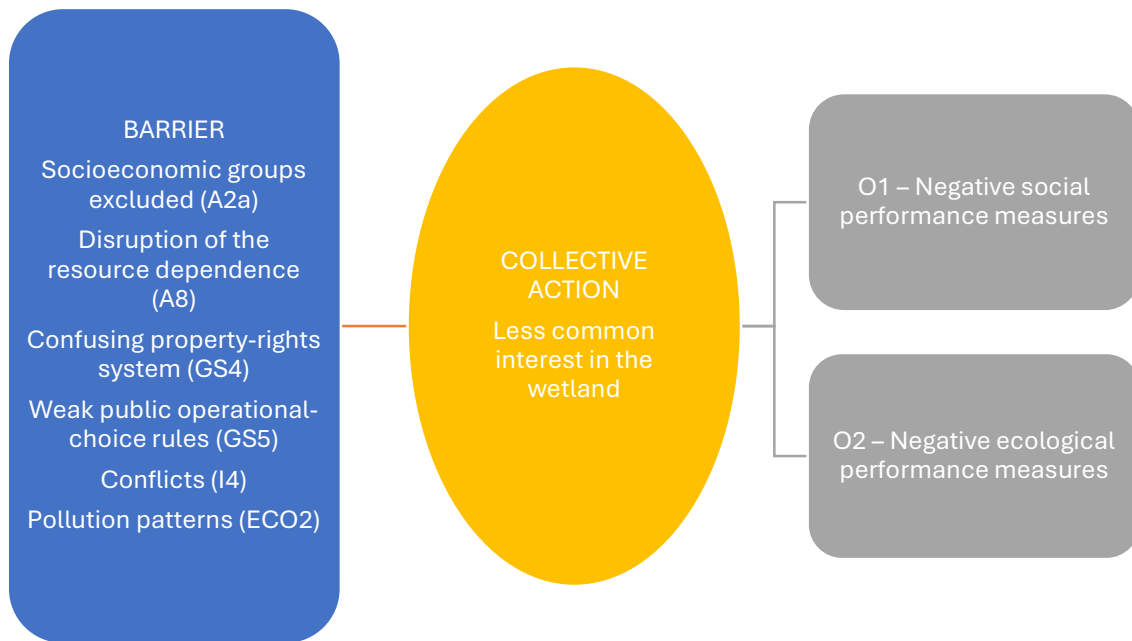 BARRIER
Socioeconomic groups
excluded (A2a)
Disruption of the
resource dependence
(A8)
Confusing property-rights
system (GS4)
Weak public operational-
choice rules (GS5)
Conflicts (I4)
Pollution patterns (ECO2)
COLLECTIVE
ACTION
Less common
interest in the
wetland
O1 – Negative social
performance measures
O2 – Negative ecological
performance measures